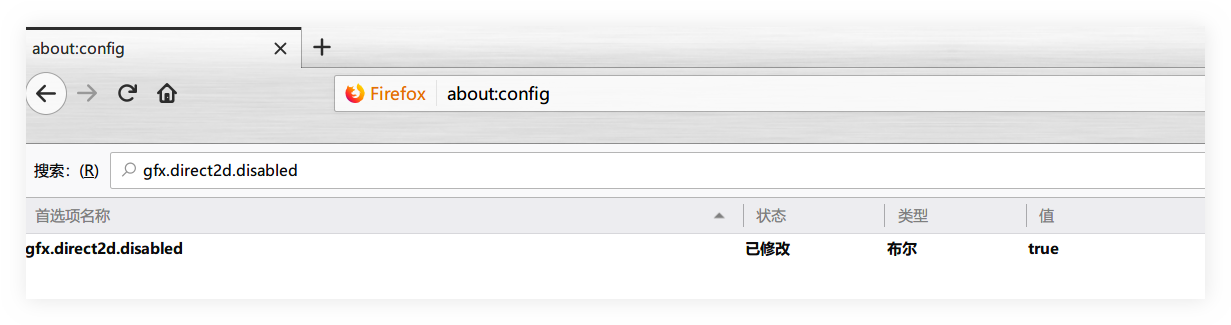 about:config
Firefox about:config
搜索：(R) gfx.direct2d.disabled
首选项名称 状态 类型 值
gfx.direct2d.disabled 已修改 布尔 true